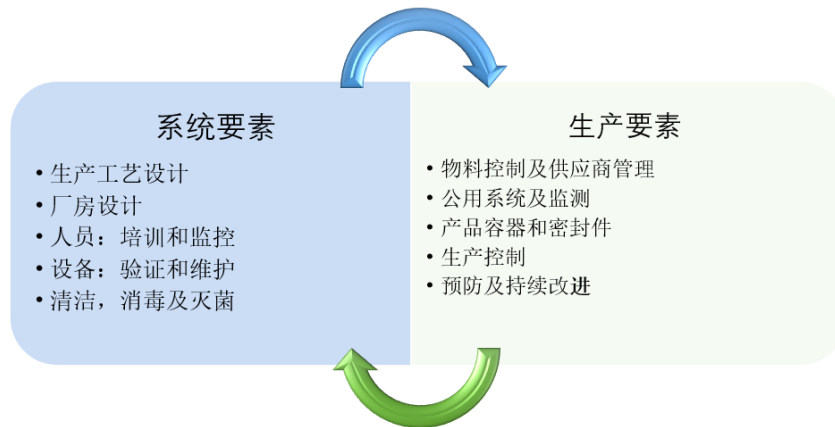 系统要素
• 生产工艺设计
• 厂房设计
• 人员：培训和监控
• 设备：验证和维护
• 清洁，消毒及灭菌
生产要素
• 物料控制及供应商管理
• 公用系统及监测
• 产品容器和密封件
• 生产控制
• 预防及持续改进